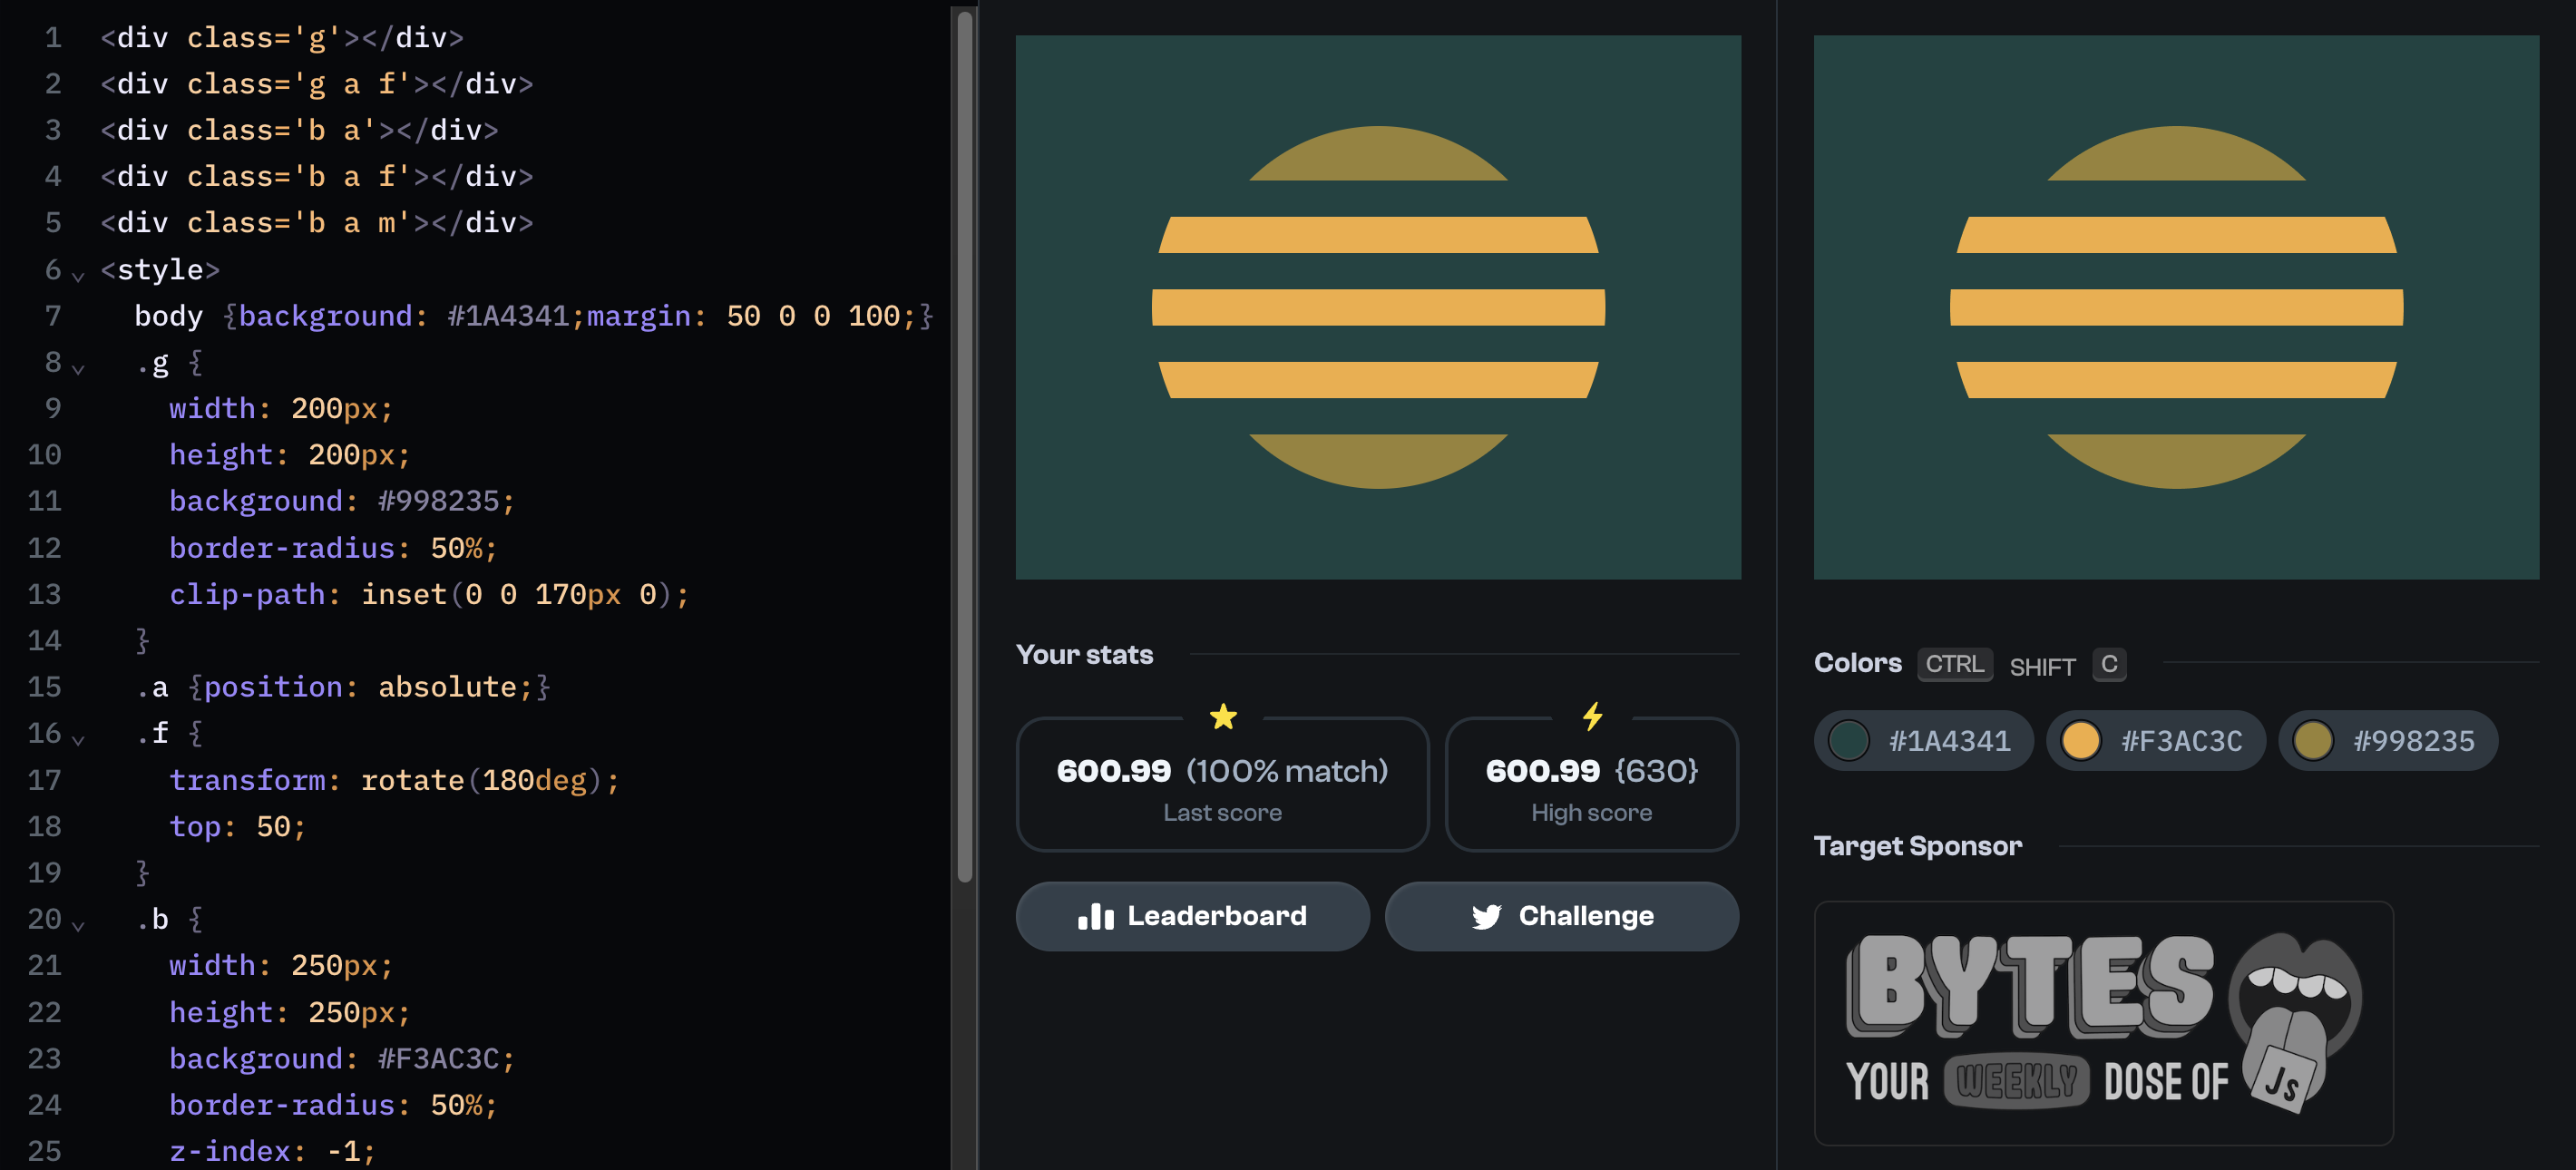 1 <div class='g'></div>
2 <div class='g a f'></div>
3 <div class='b a'></div>
4 <div class='b a f'></div>
5 <div class='b a m'></div>
6 <style>
7 body {background: #1A4341;margin: 50 0 0 100;}
8 .g {
9 width: 200px;
10 height: 200px;
11 background: #998235;
12 border-radius: 50%;
13 clip-path: inset(0 0 170px 0);
14 }
15 .a {position: absolute;}
16 .f {
17 transform: rotate(180deg);
18 top: 50;
19 }
20 .b {
21 width: 250px;
22 height: 250px;
23 background: #F3AC3C;
24 border-radius: 50%;
25 z-index: -1;
Your stats
600.99 (100% match)
Last score
600.99 {630}
High score
Leaderboard
Challenge
Colors CTRL SHIFT C
#1A4341 #F3AC3C #998235
Target Sponsor
BYTES
YOUR WEEKLY DOSE OF JS